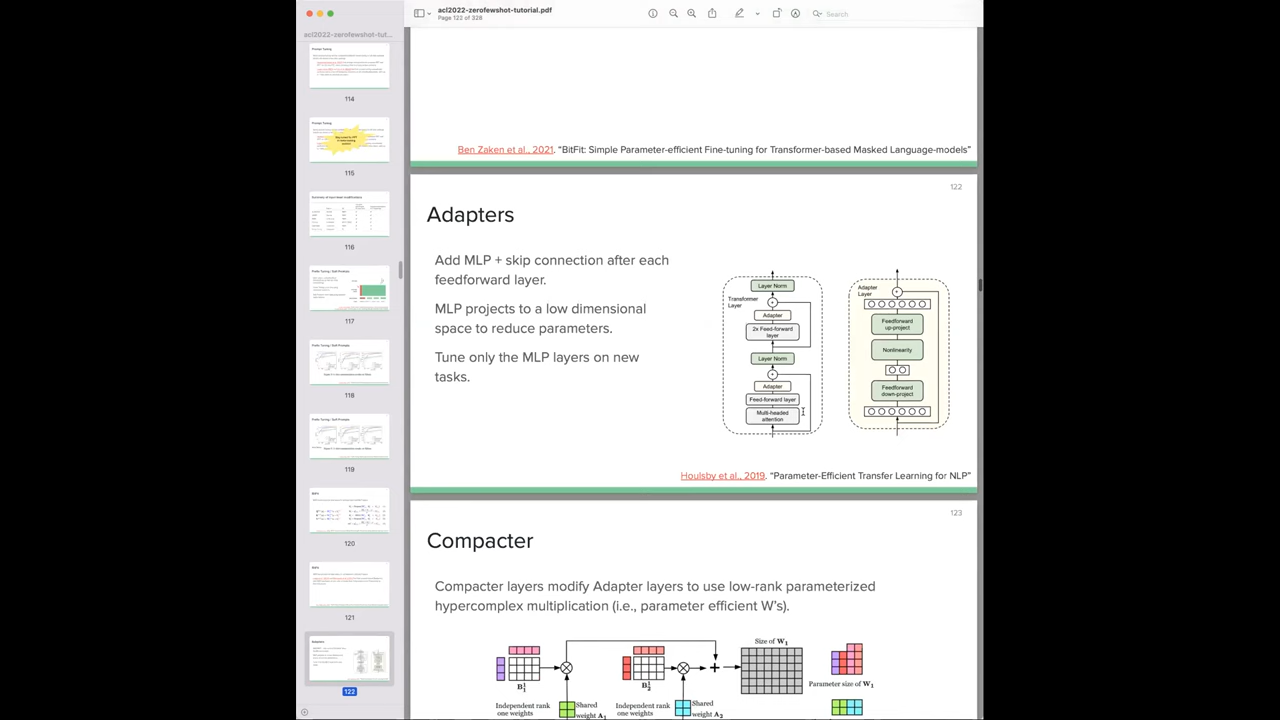 acl2022-zerofewshot-tutorial.pdf
Page 122 of 328
Search
acl2022-zerofewshot-tut...
114
115
116
117
118
119
120
121
122
Ben Zaken et al., 2021. "BitFit: Simple Parameter-efficient Fine-tuning for Transformer-based Masked Language-models"
122
Adapters
Add MLP + skip connection after each
feedforward layer.
MLP projects to a low dimensional
space to reduce parameters.
Tune only the MLP layers on new
tasks.
Transformer
Layer
Layer Norm
Adapter
2x Feed-forward
layer
Layer Norm
Adapter
Feed-forward layer
Multi-headed
attention
Adapter
Layer
Feedforward
up-project
Nonlinearity
Feedforward
down-project
Houlsby et al., 2019. "Parameter-Efficient Transfer Learning for NLP"
123
Compacter
Compacter layers modify Adapter layers to use low-rank parameterized
hypercomplex multiplication (i.e., parameter efficient W's).
Size of W₁
B₁¹
B₂¹
Parameter size of W₁
Independent rank
one weights
Shared
weight A₁
Independent rank
one weights
Shared
weight A₂